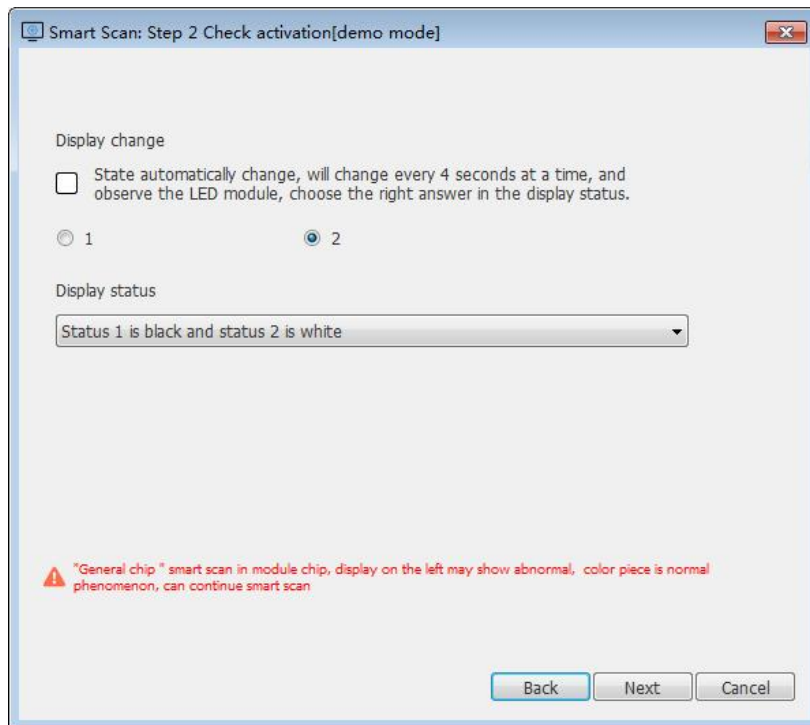 Smart Scan: Step 2 Check activation[demo mode]
Display change
State automatically change, will change every 4 seconds at a time, and
observe the LED module, choose the right answer in the display status.
1 2
Display status
Status 1 is black and status 2 is white
"General chip " smart scan in module chip, display on the left may show abnormal, color piece is normal
phenomenon, can continue smart scan
Back Next Cancel